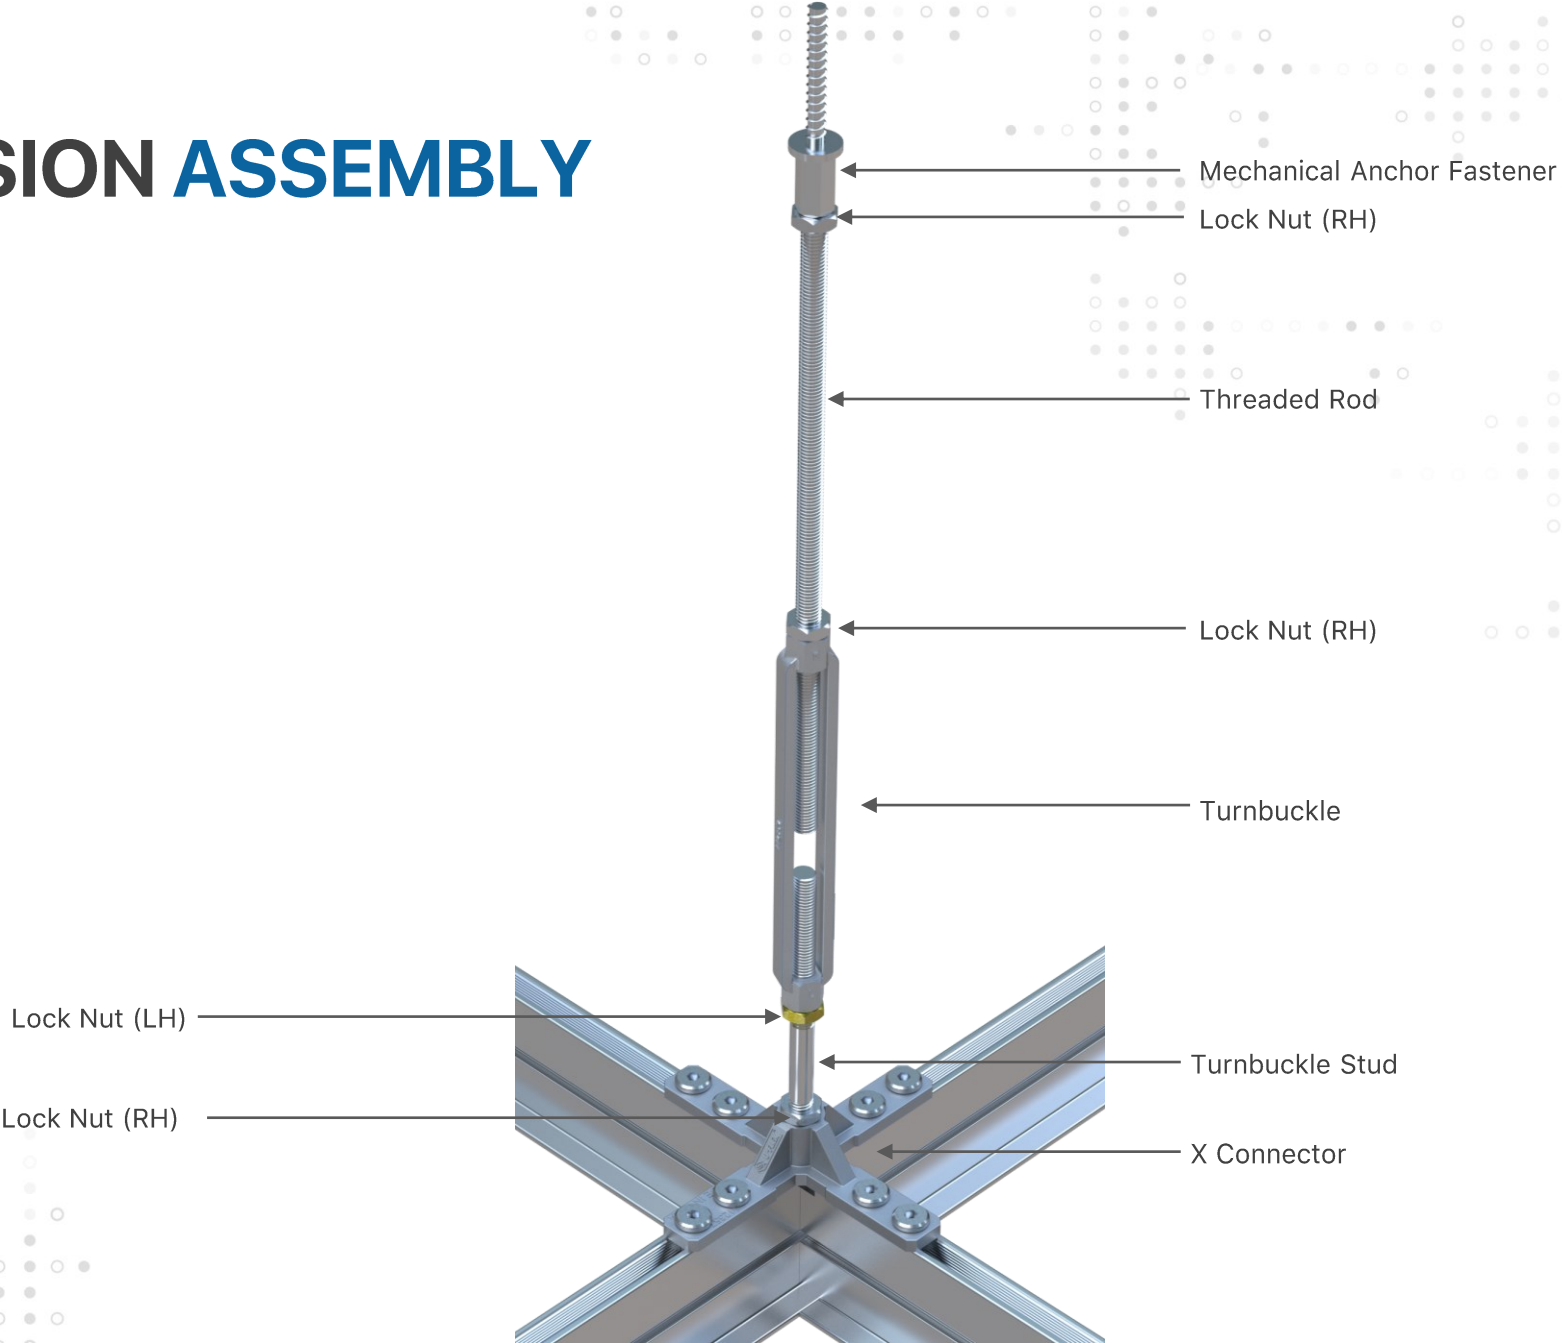 SION ASSEMBLY
Mechanical Anchor Fastener
Lock Nut (RH)
Threaded Rod
Lock Nut (RH)
Turnbuckle
Lock Nut (LH)
Turnbuckle Stud
Lock Nut (RH)
X Connector